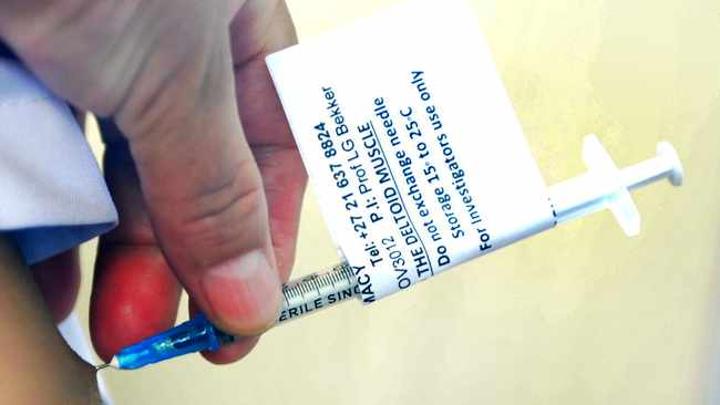 MACY Tel: +27 21 637 8824
OV3012 P.I: Prof LG Bekker
THE DELTOID MUSCLE
Do not exchange needle
Storage 15◦ to 25◦C
For Investigators use only
ERILE SING